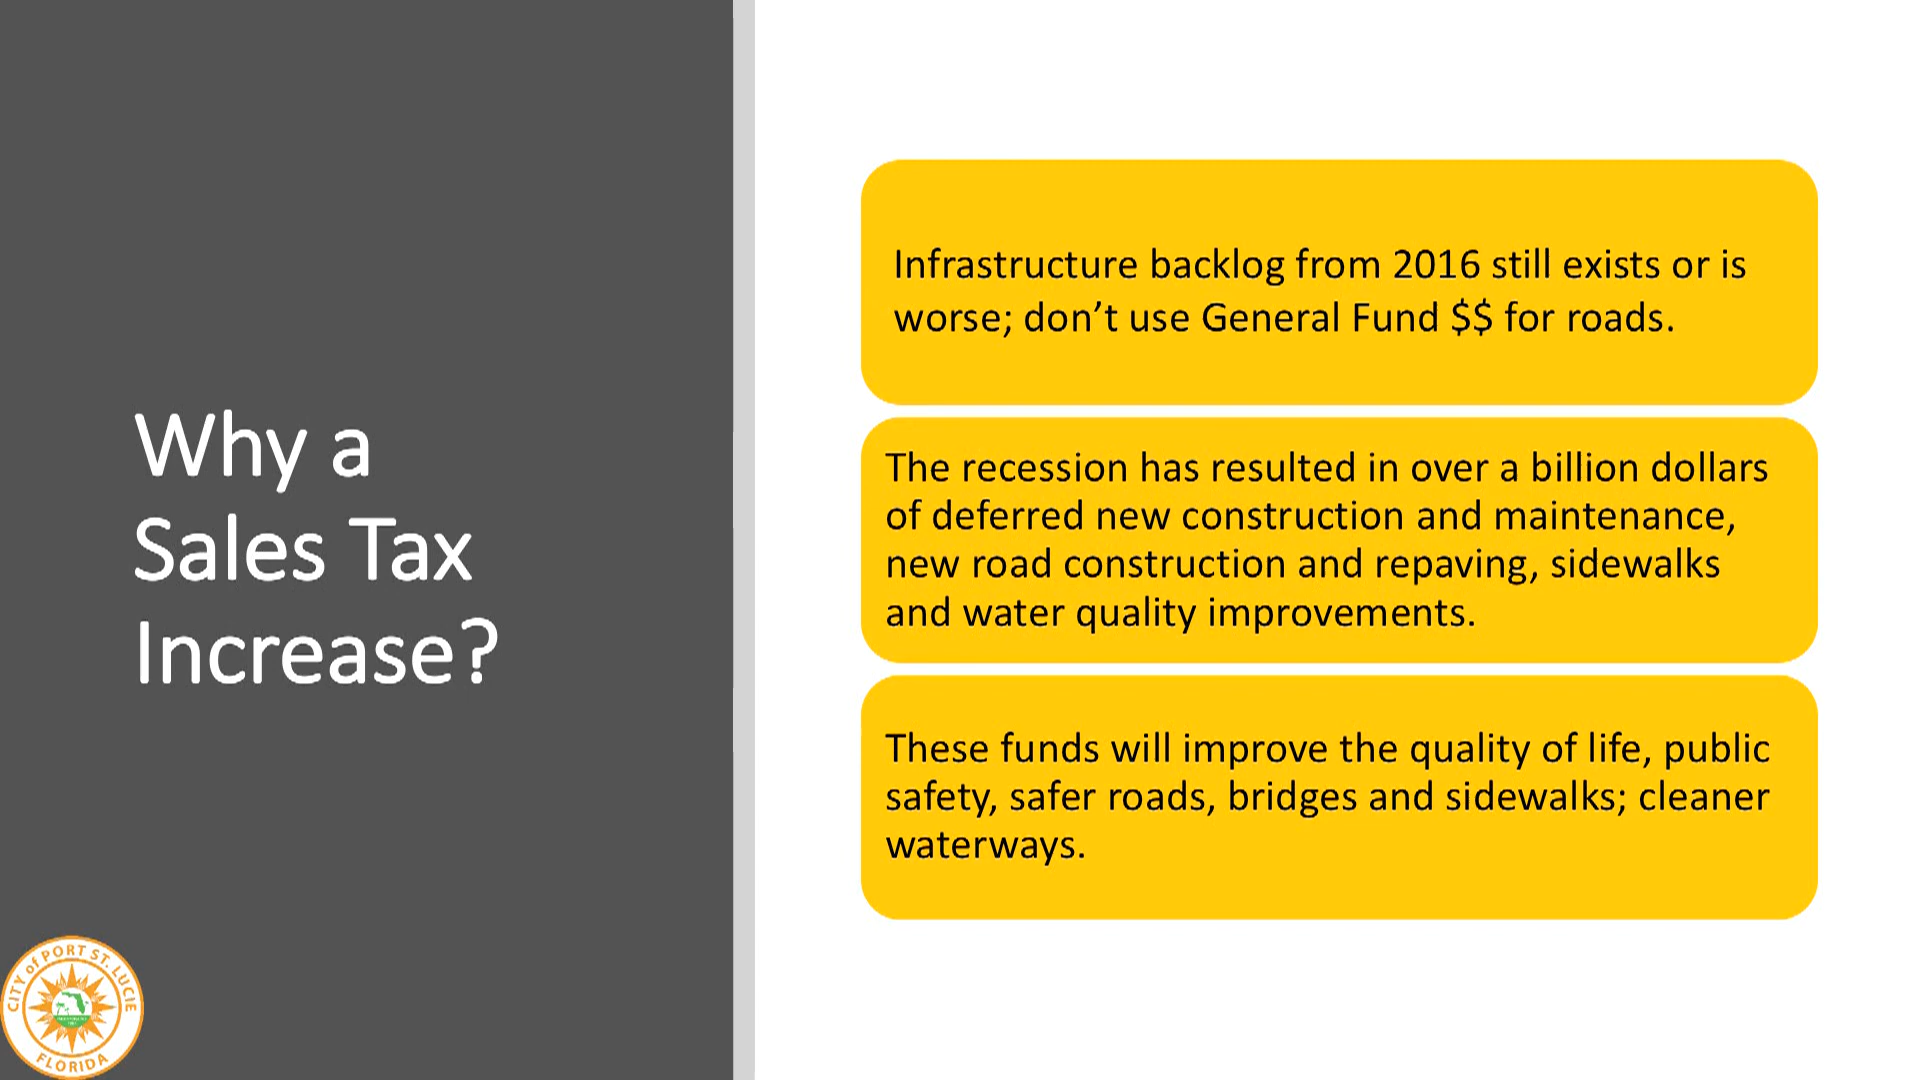 Why a
Sales Tax
Increase?
Infrastructure backlog from 2016 still exists or is
worse; don’t use General Fund $$ for roads.
The recession has resulted in over a billion dollars
of deferred new construction and maintenance,
new road construction and repaving, sidewalks
and water quality improvements.
These funds will improve the quality of life, public
safety, safer roads, bridges and sidewalks; cleaner
waterways.
CITY of PORT ST. LUCIE
FLORIDA